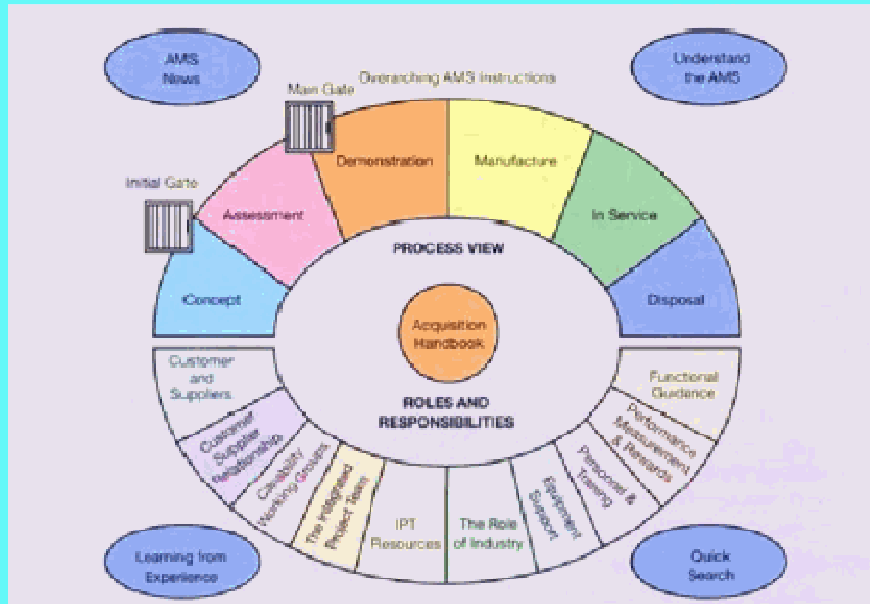 AMS
News
Understand
the AMS
Overarching AMS Instructions
Main Gate
Initial Gate
Demonstration
Manufacture
Assessment
In Service
Concept
Disposal
PROCESS VIEW
Acquisition
Handbook
ROLES AND
RESPONSIBILITIES
Customer
and
Suppliers
Customer
Supplier
Relationship
Capability
Working Groups
The Integrated
Project Team
IPT
Resources
The Role
of Industry
Equipment
Support
Personnel &
Training
Performance
Measurement
& Rewards
Functional
Guidance
Learning from
Experience
Quick
Search